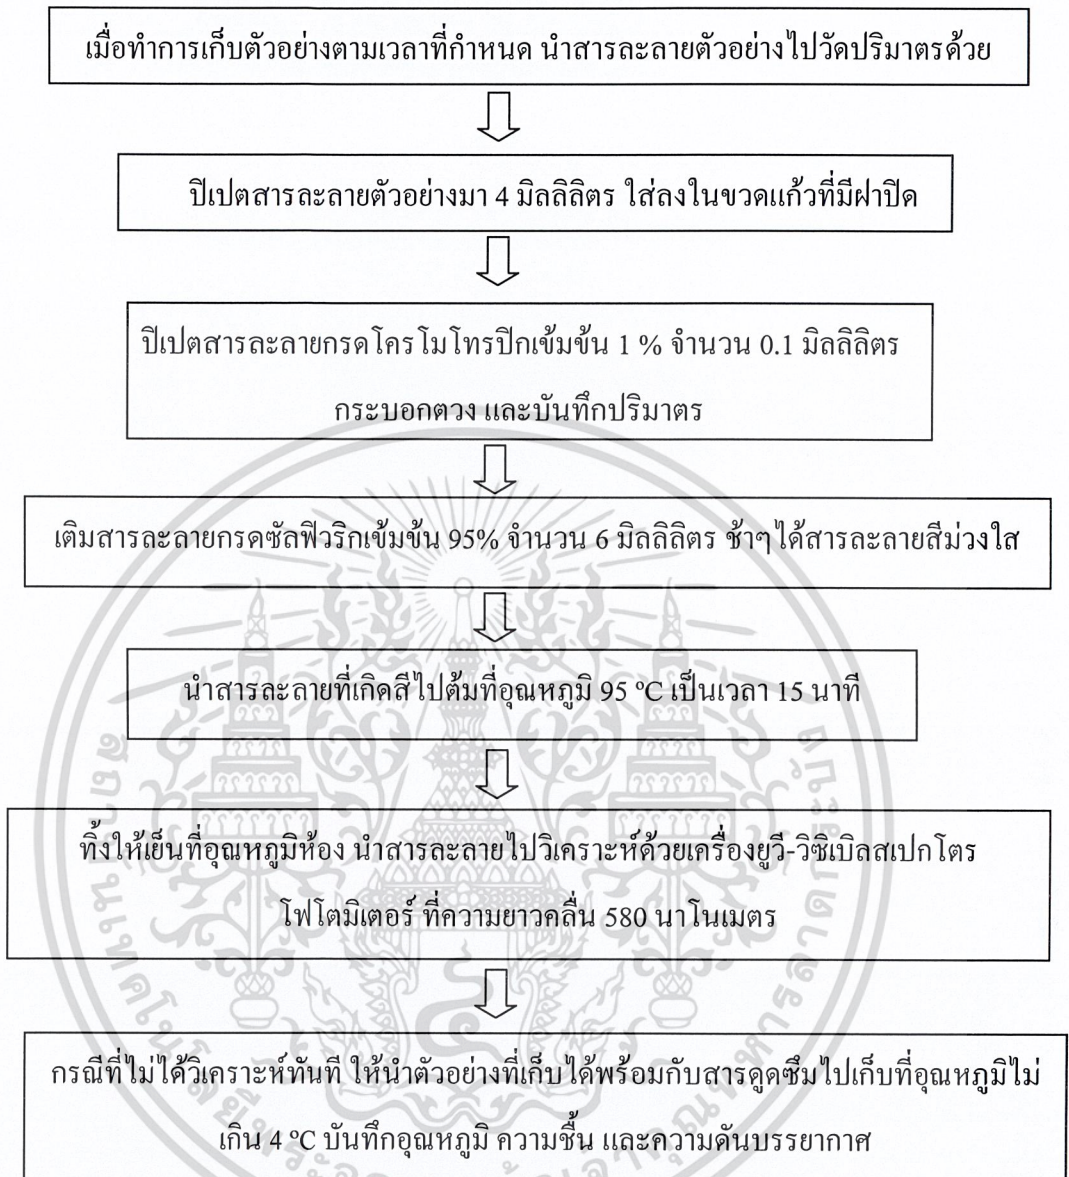 เมื่อทำการเก็บตัวอย่างตามเวลาที่กำหนด นำสารละลายตัวอย่างไปวัดปริมาตรด้วย
ปิเปตสารละลายตัวอย่างมา 4 มิลลิลิตร ใส่ลงในขวดแก้วที่มีฝาปิด
ปิเปตสารละลายกรดโครโมโทรปิกเข้มข้น 1 % จำนวน 0.1 มิลลิลิตร
กระบอกตวง และบันทึกปริมาตร
เติมสารละลายกรดซัลฟิวริกเข้มข้น 95% จำนวน 6 มิลลิลิตร ช้าๆได้สารละลายสีม่วงใส
นำสารละลายที่เกิดสีไปต้มที่อุณหภูมิ 95 ºC เป็นเวลา 15 นาที
ทิ้งให้เย็นที่อุณหภูมิห้อง นำสารละลายไปวิเคราะห์ด้วยเครื่องยูวี-วิซิเบิลสเปกโตร
โฟโตมิเตอร์ ที่ความยาวคลื่น 580 นาโนเมตร
กรณีที่ไม่ได้วิเคราะห์ทันที ให้นำตัวอย่างที่เก็บได้พร้อมกับสารดูดซึมไปเก็บที่อุณหภูมิไม่
เกิน 4 ºC บันทึกอุณหภูมิ ความชื้น และความดันบรรยากาศ